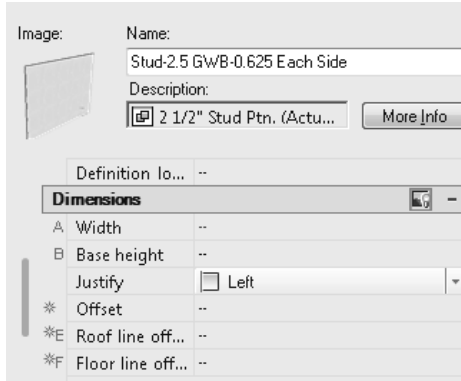 Image: Name:
Stud-2.5 GWB-0.625 Each Side
Description:
2 1/2" Stud Ptn. (Actu... More Info
Definition lo... --
Dimensions
A Width --
B Base height --
Justify Left
Offset --
E Roof line off... --
F Floor line off... --